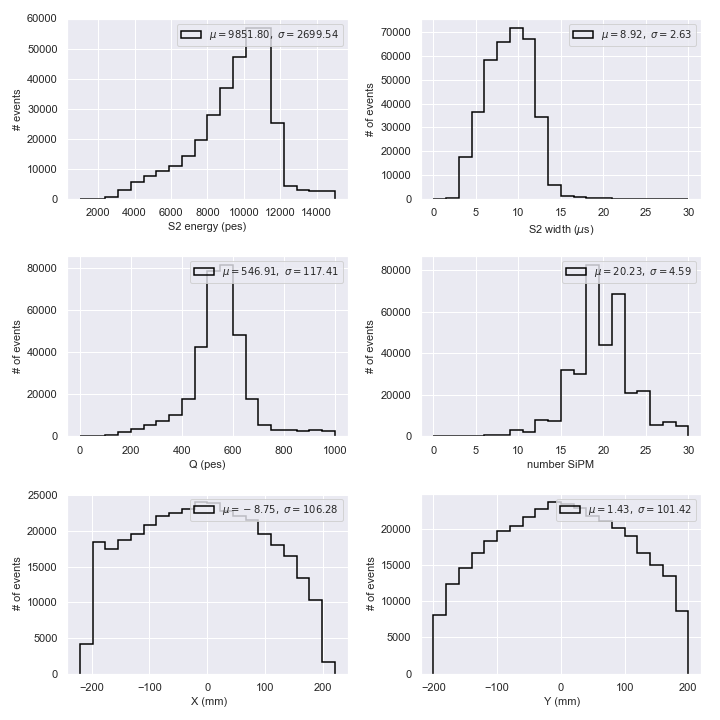 60000
50000
40000
30000
20000
10000
0
# events
μ = 9851.80, σ = 2699.54
2000 4000 6000 8000 10000 12000 14000
S2 energy (pes)
70000
60000
50000
40000
30000
20000
10000
0
# of events
μ = 8.92, σ = 2.63
0 5 10 15 20 25 30
S2 width (μs)
80000
60000
40000
20000
0
# of events
μ = 546.91, σ = 117.41
0 200 400 600 800 1000
Q (pes)
80000
60000
40000
20000
0
# of events
μ = 20.23, σ = 4.59
0 5 10 15 20 25 30
number SiPM
25000
20000
15000
10000
5000
0
# of events
μ = −8.75, σ = 106.28
−200 −100 0 100 200
X (mm)
20000
15000
10000
5000
0
# of events
μ = 1.43, σ = 101.42
−200 −100 0 100 200
Y (mm)